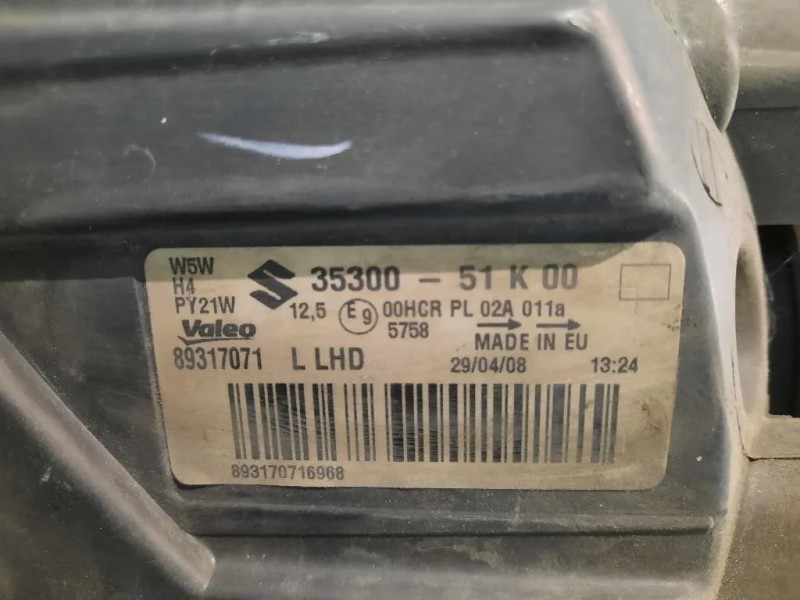 W5W
H4
PY21W
35300 - 51 K 00
12,5 E9 00HCR PL 02A 011a
5758
Valeo
MADE IN EU
89317071 L LHD 29/04/08 13:24
893170716968